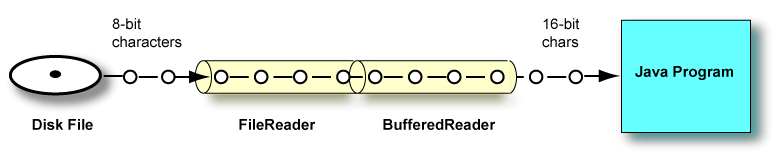 8-bit
characters
16-bit
chars
Java Program
Disk File
FileReader
BufferedReader